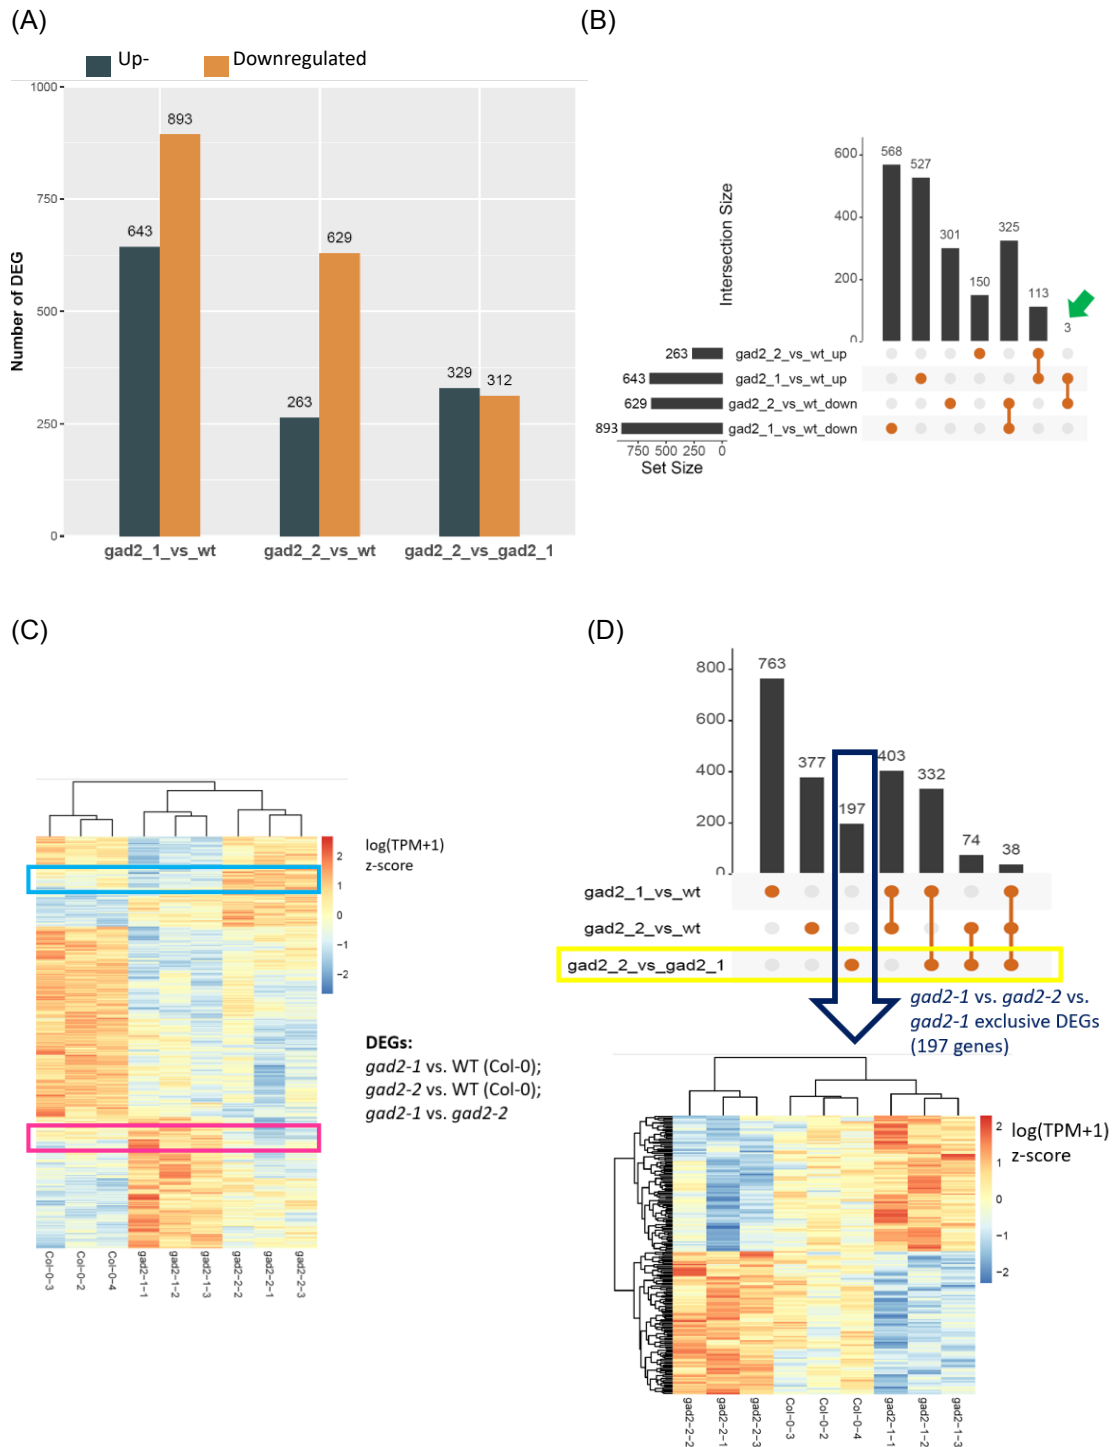 (A)
Up-
Downregulated
Number of DEG
1000
750
500
250
0
643
893
263
629
329
312
gad2_1_vs_wt
gad2_2_vs_wt
gad2_2_vs_gad2_1
(B)
Intersection Size
600
400
200
0
568
527
301
150
325
113
3
263
gad2_2_vs_wt_up
643
gad2_1_vs_wt_up
629
gad2_2_vs_wt_down
893
gad2_1_vs_wt_down
750 500 250 0
Set Size
(C)
log(TPM+1)
z-score
2
1
0
−1
−2
DEGs:
gad2-1 vs. WT (Col-0);
gad2-2 vs. WT (Col-0);
gad2-1 vs. gad2-2
Col−0−3
Col−0−2
Col−0−4
gad2−1−1
gad2−1−2
gad2−1−3
gad2−2−2
gad2−2−1
gad2−2−3
(D)
800
600
400
200
0
763
377
197
403
332
74
38
gad2_1_vs_wt
gad2_2_vs_wt
gad2_2_vs_gad2_1
gad2-1 vs. gad2-2 vs.
gad2-1 exclusive DEGs
(197 genes)
log(TPM+1)
z-score
2
1
0
−1
−2
gad2−2−2
gad2−2−1
gad2−2−3
Col−0−3
Col−0−2
Col−0−4
gad2−1−1
gad2−1−2
gad2−1−3